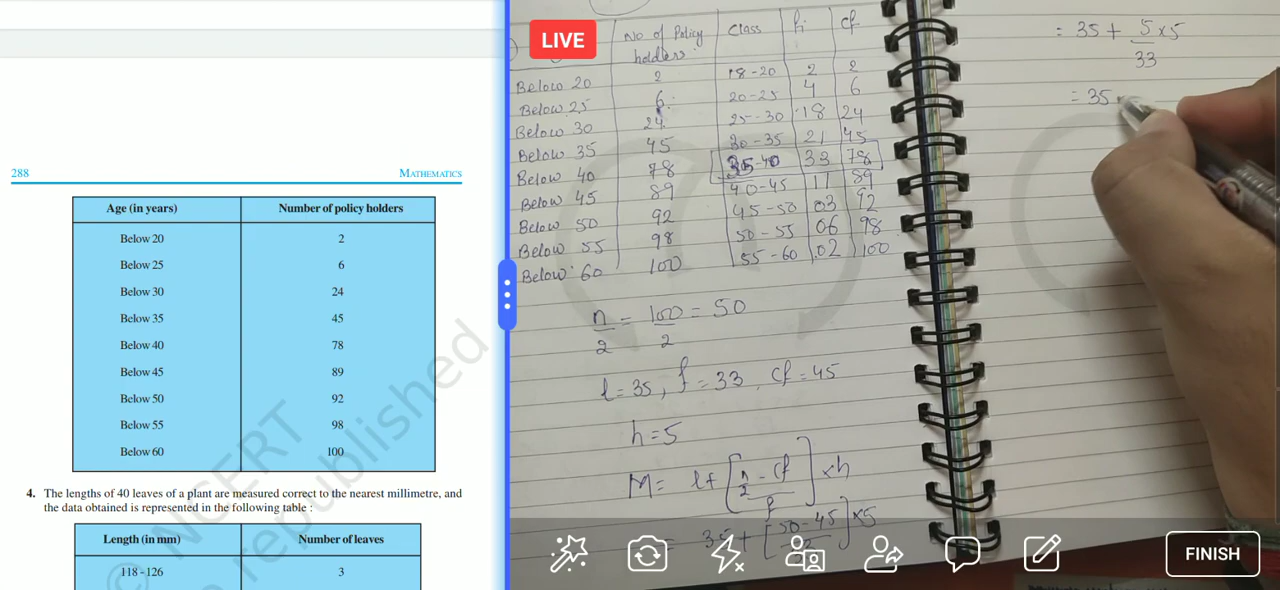 288 MATHEMATICS
Age (in years) Number of policy holders
Below 20 2
Below 25 6
Below 30 24
Below 35 45
Below 40 78
Below 45 89
Below 50 92
Below 55 98
Below 60 100
4. The lengths of 40 leaves of a plant are measured correct to the nearest millimetre, and
the data obtained is represented in the following table :
Length (in mm) Number of leaves
118 - 126 3
© NCERT
republished
LIVE
No of Policy holders Class fi cf
Below 20 2 18-20 2 2
Below 25 6 20-25 4 6
Below 30 24 25-30 18 24
Below 35 45 30-35 21 45
Below 40 78 35-40 33 78
Below 45 89 40-45 11 89
Below 50 92 45-50 03 92
Below 55 98 50-55 06 98
Below 60 100 55-60 02 100
n/2 = 100/2 = 50
l=35, f=33, cf=45
h=5
M= l+[n/2 - cf / f]×h
= 35+[50-45 / 33]×5
= 35 + 5/33 ×5
= 35
FINISH